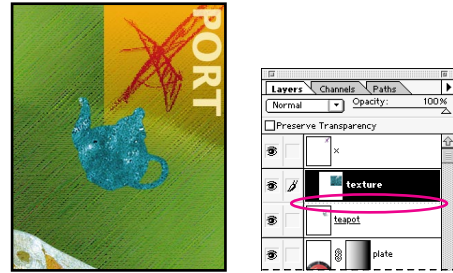 PORT
Layers Channels Paths
Normal Opacity: 100%
Preserve Transparency
×
texture
teapot
plate